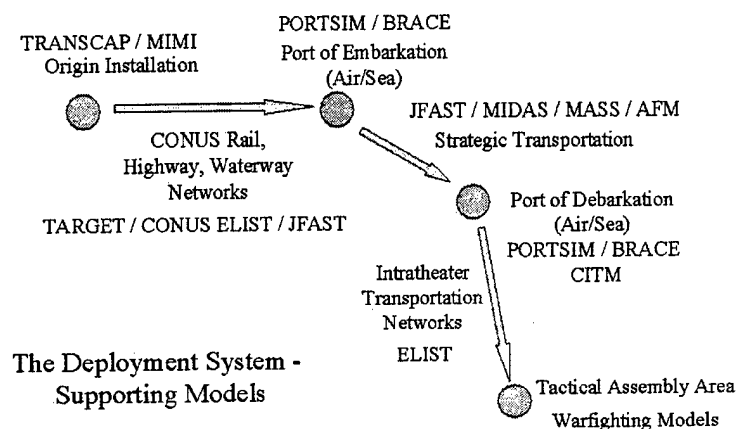 TRANSCAP / MIMI
Origin Installation
PORTSIM / BRACE
Port of Embarkation
(Air/Sea)
CONUS Rail,
Highway, Waterway
Networks
TARGET / CONUS ELIST / JFAST
JFAST / MIDAS / MASS / AFM
Strategic Transportation
Port of Debarkation
(Air/Sea)
PORTSIM / BRACE
CITM
Intratheater
Transportation
Networks
ELIST
The Deployment System -
Supporting Models
Tactical Assembly Area
Warfighting Models